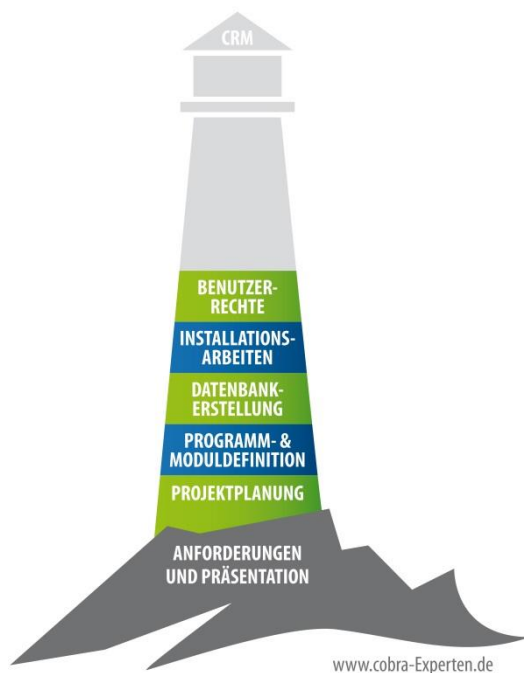 CRM
BENUTZER-
RECHTE
INSTALLATIONS-
ARBEITEN
DATENBANK-
ERSTELLUNG
PROGRAMM- &
MODULDEFINITION
PROJEKTPLANUNG
ANFORDERUNGEN
UND PRÄSENTATION
www.cobra-Experten.de